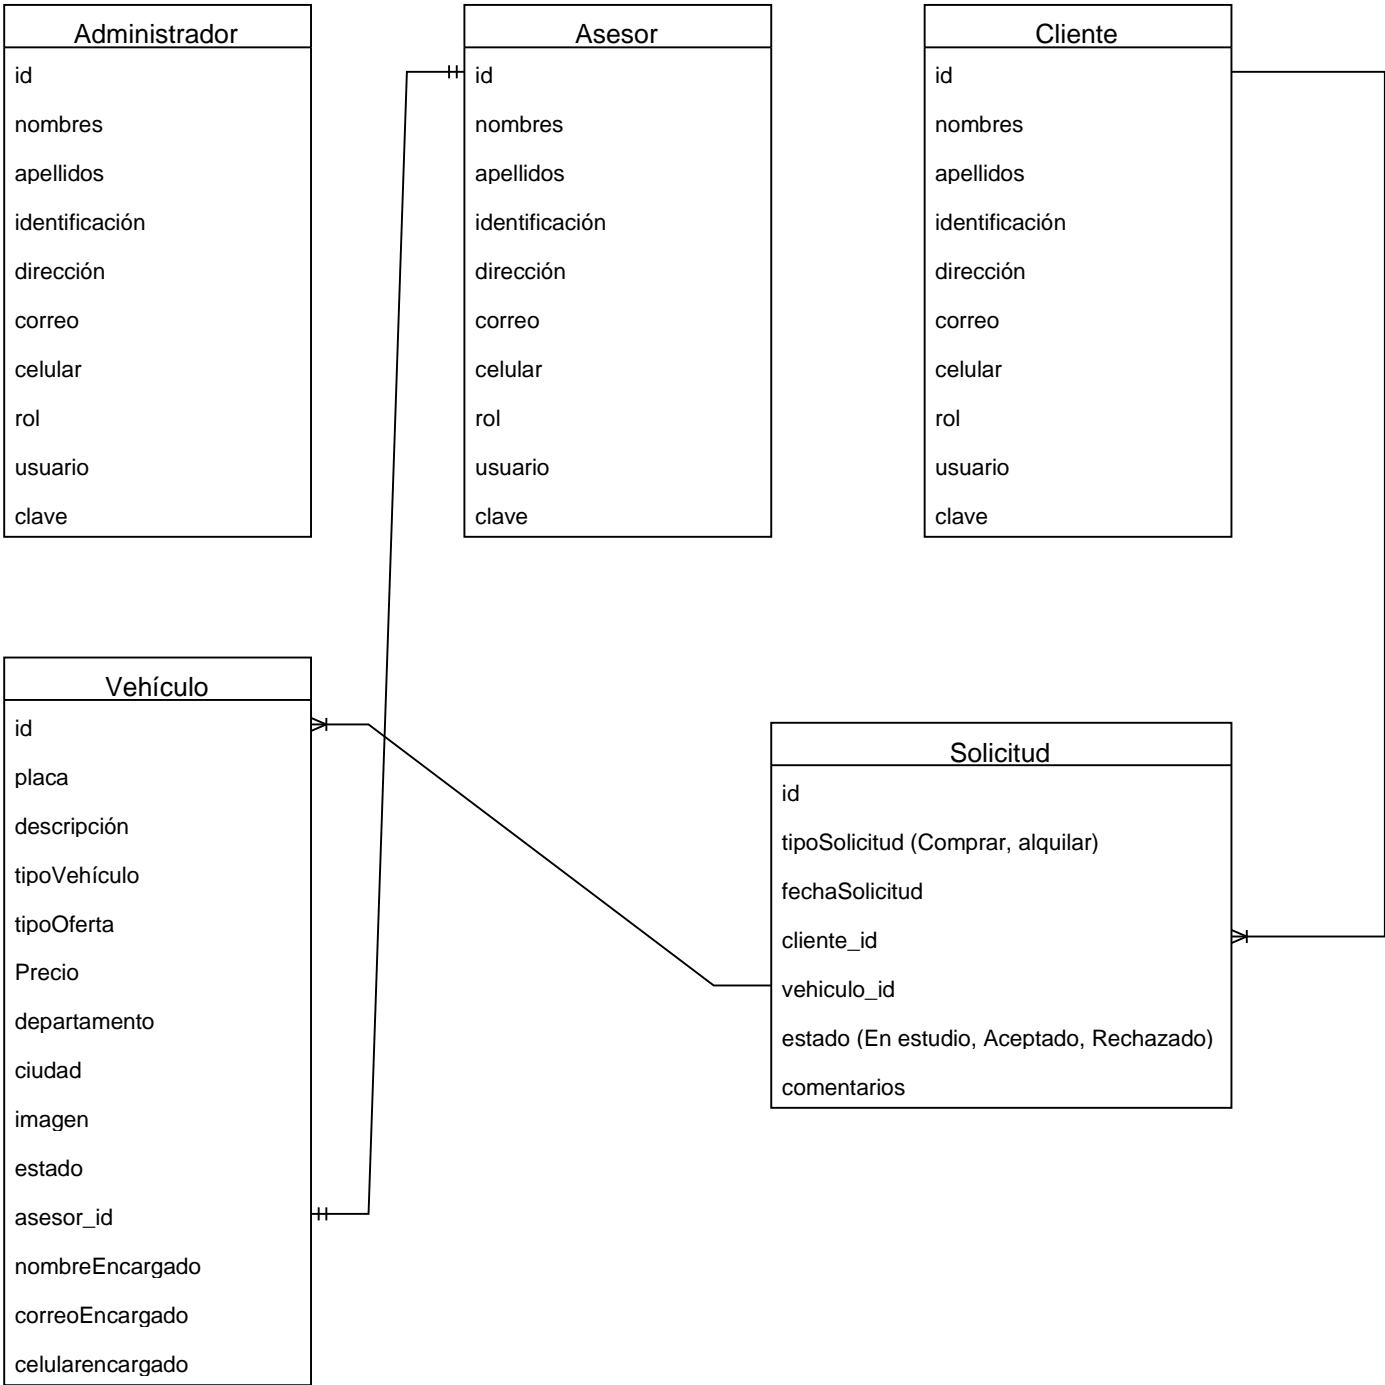 Administrador
id
nombres
apellidos
identificación
dirección
correo
celular
rol
usuario
clave
Asesor
id
nombres
apellidos
identificación
dirección
correo
celular
rol
usuario
clave
Cliente
id
nombres
apellidos
identificación
dirección
correo
celular
rol
usuario
clave
Vehículo
id
placa
descripción
tipoVehículo
tipoOferta
Precio
departamento
ciudad
imagen
estado
asesor_id
nombreEncargado
correoEncargado
celularencargado
Solicitud
id
tipoSolicitud (Comprar, alquilar)
fechaSolicitud
cliente_id
vehiculo_id
estado (En estudio, Aceptado, Rechazado)
comentarios